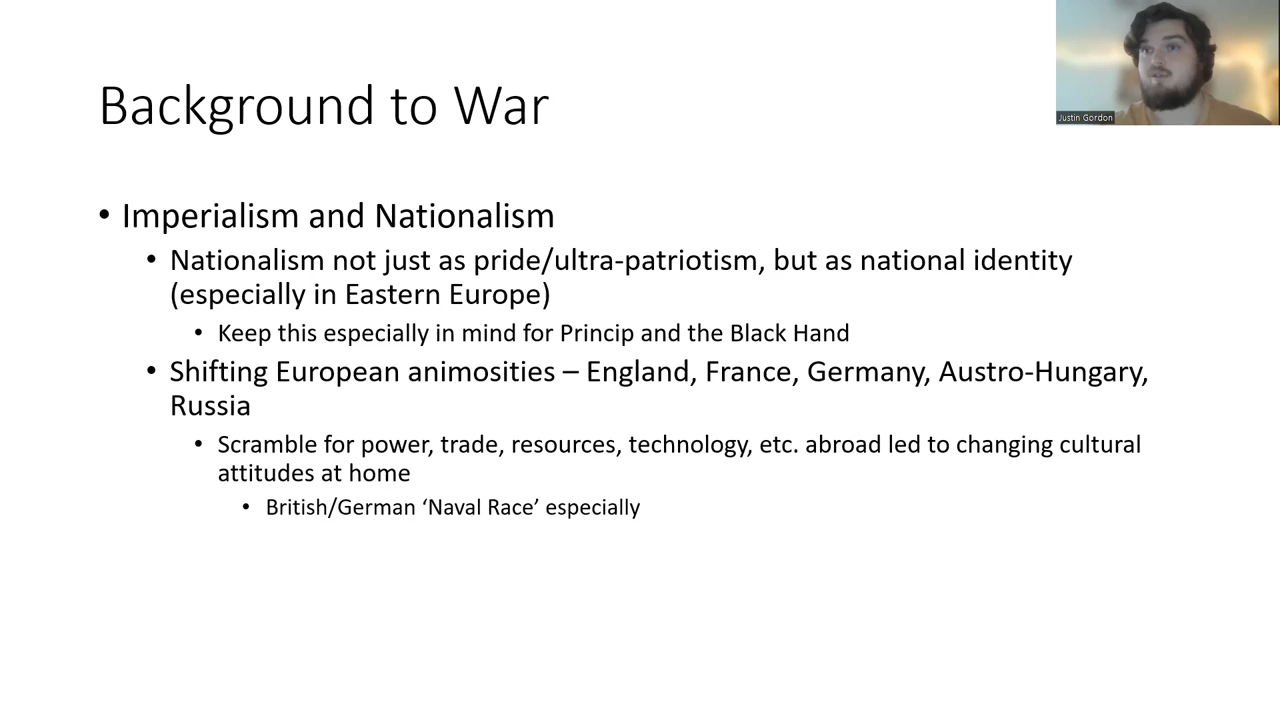 Background to War
Justin Gordon
• Imperialism and Nationalism
• Nationalism not just as pride/ultra-patriotism, but as national identity
(especially in Eastern Europe)
• Keep this especially in mind for Princip and the Black Hand
• Shifting European animosities – England, France, Germany, Austro-Hungary,
Russia
• Scramble for power, trade, resources, technology, etc. abroad led to changing cultural
attitudes at home
• British/German ‘Naval Race’ especially